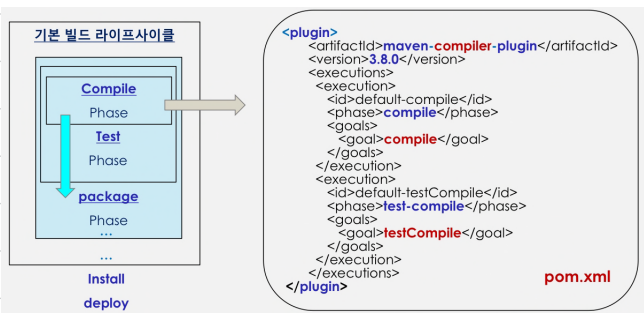 기본 빌드 라이프사이클
Compile
Phase
Test
Phase
package
Phase
...
...
Install
deploy
<plugin>
<artifactId>maven-compiler-plugin</artifactId>
<version>3.8.0</version>
<executions>
<execution>
<id>default-compile</id>
<phase>compile</phase>
<goals>
<goal>compile</goal>
</goals>
</execution>
<execution>
<id>default-testCompile</id>
<phase>test-compile</phase>
<goals>
<goal>testCompile</goal>
</goals>
</execution>
</executions>
</plugin>
pom.xml